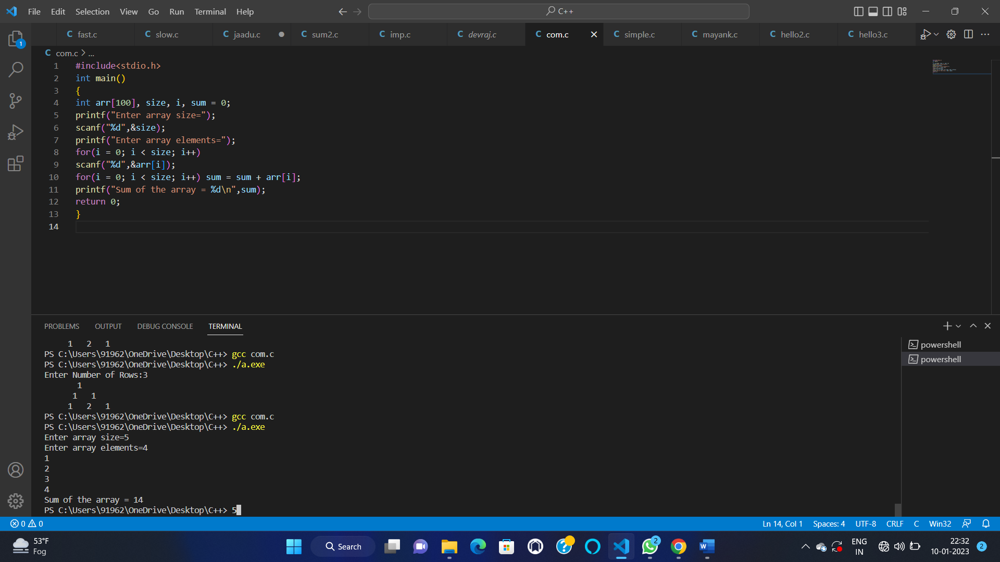 File Edit Selection View Go Run Terminal Help
C++
C fast.c C slow.c C jaadu.c C sum2.c C imp.c C devraj.c C com.c C simple.c C mayank.c C hello2.c C hello3.c
1
C com.c > ...
1 #include<stdio.h>
2 int main()
3 {
4 int arr[100], size, i, sum = 0;
5 printf("Enter array size=");
6 scanf("%d",&size);
7 printf("Enter array elements=");
8 for(i = 0; i < size; i++)
9 scanf("%d",&arr[i]);
10 for(i = 0; i < size; i++) sum = sum + arr[i];
11 printf("Sum of the array = %d\n",sum);
12 return 0;
13 }
14
PROBLEMS OUTPUT DEBUG CONSOLE TERMINAL
1 2 1
PS C:\Users\91962\OneDrive\Desktop\C++> gcc com.c
PS C:\Users\91962\OneDrive\Desktop\C++> ./a.exe
Enter Number of Rows:3
1
1 1
1 2 1
PS C:\Users\91962\OneDrive\Desktop\C++> gcc com.c
PS C:\Users\91962\OneDrive\Desktop\C++> ./a.exe
Enter array size=5
Enter array elements=4
1
2
3
4
Sum of the array = 14
PS C:\Users\91962\OneDrive\Desktop\C++> 5
powershell
powershell
0 0
Ln 14, Col 1 Spaces: 4 UTF-8 CRLF C Win32
53°F
Fog
Search
2
ENG
IN
22:32
10-01-2023
2